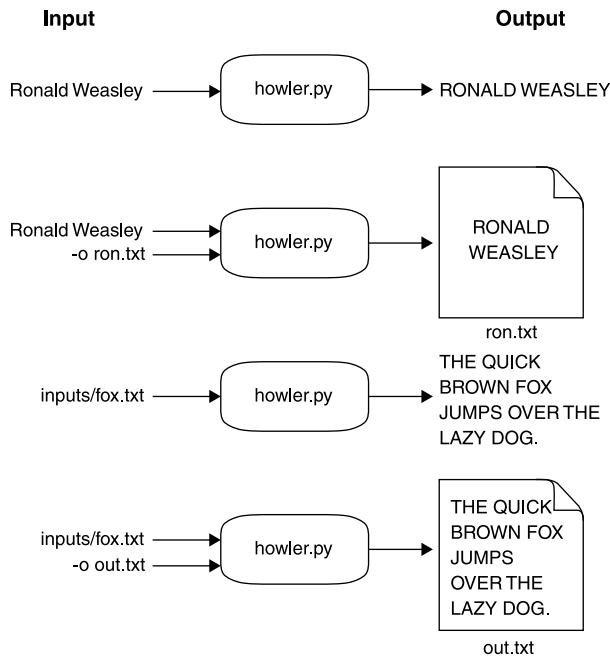 Input
Output
Ronald Weasley
howler.py
RONALD WEASLEY
Ronald Weasley
-o ron.txt
howler.py
RONALD
WEASLEY
ron.txt
inputs/fox.txt
howler.py
THE QUICK
BROWN FOX
JUMPS OVER THE
LAZY DOG.
inputs/fox.txt
-o out.txt
howler.py
THE QUICK
BROWN FOX
JUMPS
OVER THE
LAZY DOG.
out.txt